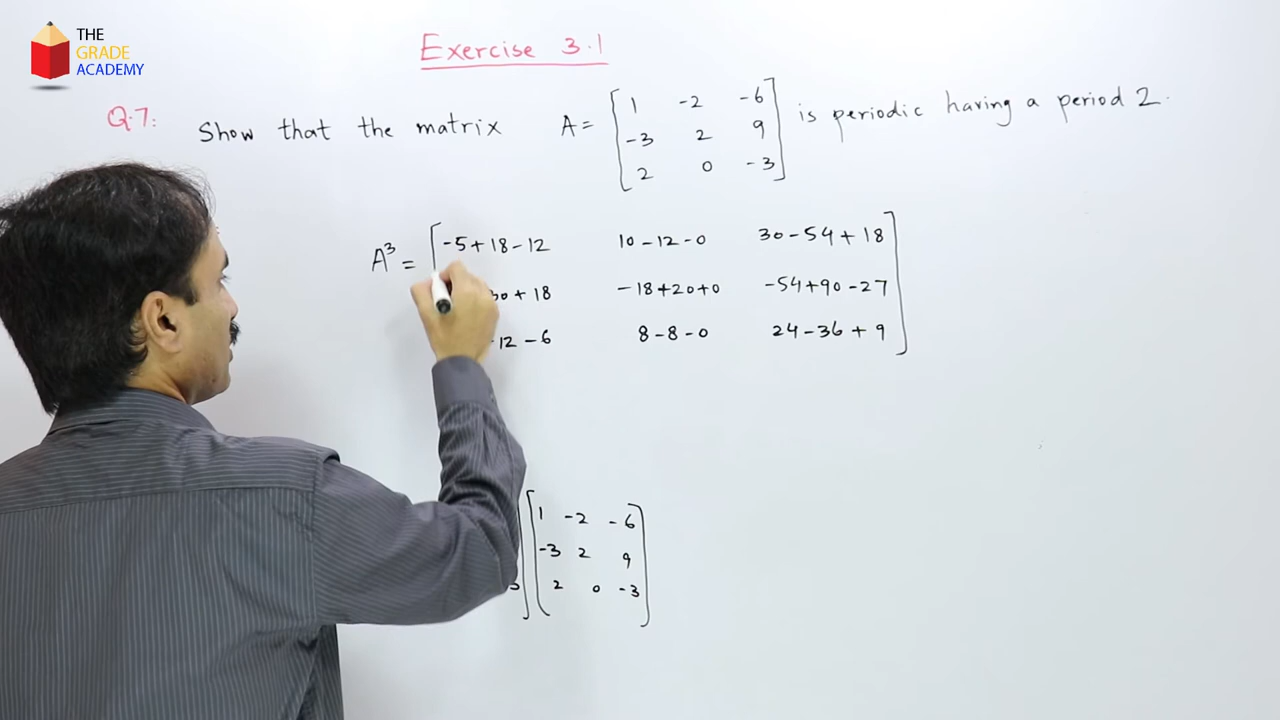 THE
GRADE
ACADEMY
Exercise 3.1
Q.7: Show that the matrix A = [1 -2 -6
-3 2 9
2 0 -3] is periodic having a period 2.
A³ = [-5+18-12 10-12-0 30-54+18
+18 -18+20+0 -54+90-27
12-6 8-8-0 24-36+9]
[1 -2 -6
-3 2 9
2 0 -3]